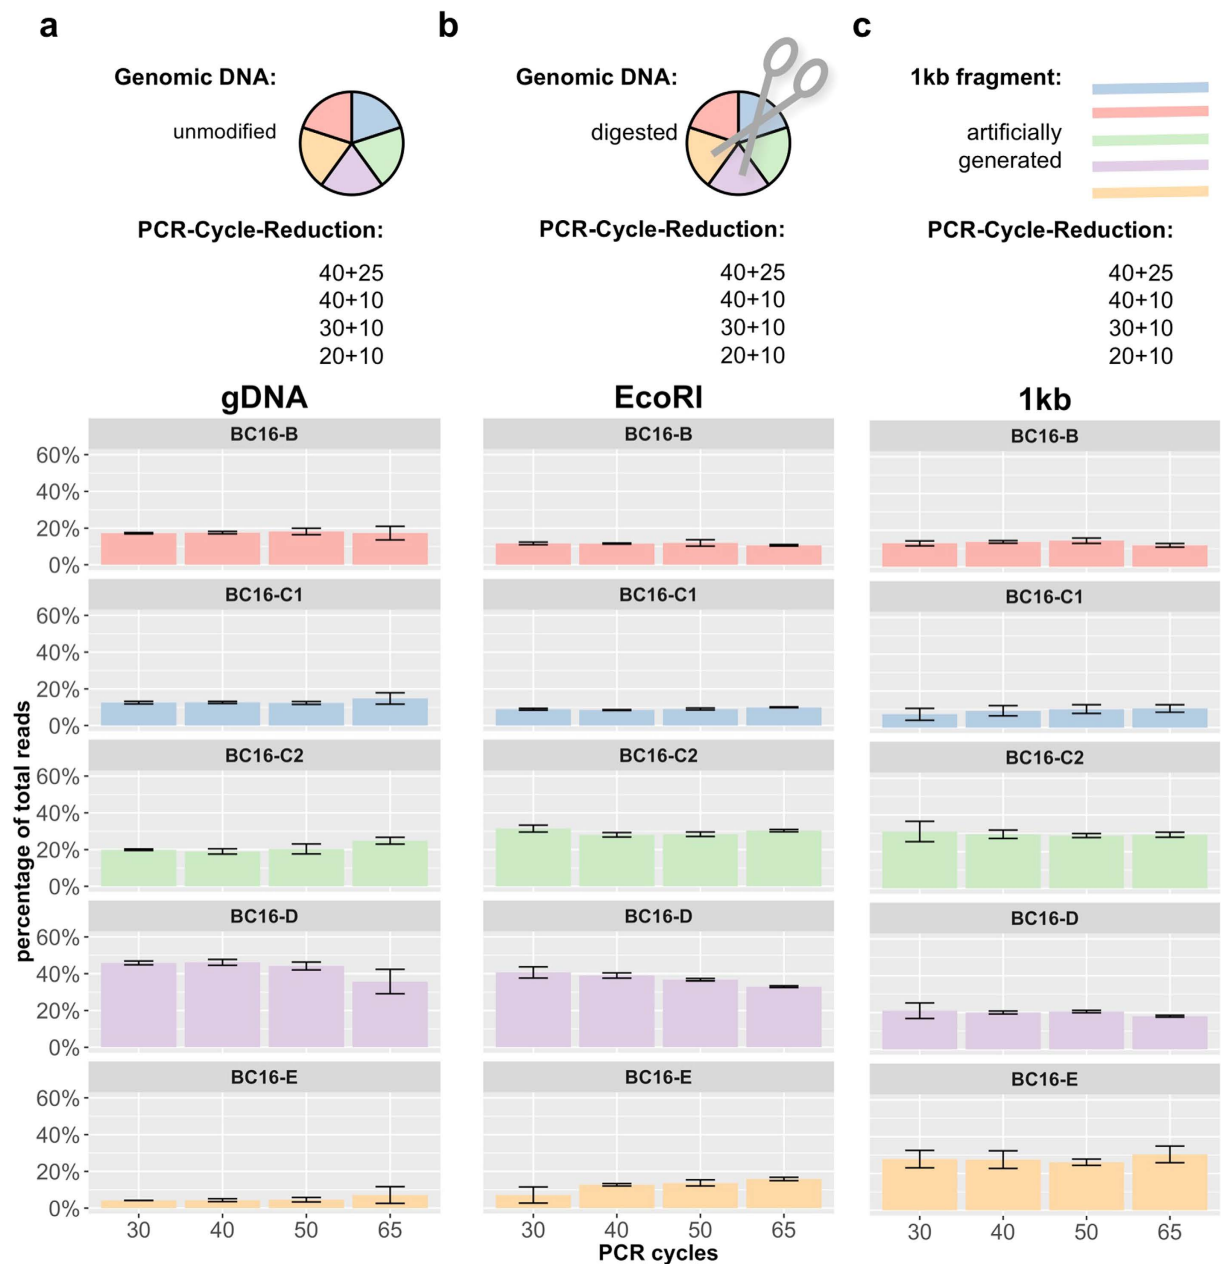 a
Genomic DNA:
unmodified
PCR-Cycle-Reduction:
40+25
40+10
30+10
20+10
b
Genomic DNA:
digested
PCR-Cycle-Reduction:
40+25
40+10
30+10
20+10
c
1kb fragment:
artificially
generated
PCR-Cycle-Reduction:
40+25
40+10
30+10
20+10
percentage of total reads
gDNA
BC16-B
60%
40%
20%
0%
BC16-C1
60%
40%
20%
0%
BC16-C2
60%
40%
20%
0%
BC16-D
60%
40%
20%
0%
BC16-E
60%
40%
20%
0%
30 40 50 65
EcoRI
BC16-B
BC16-C1
BC16-C2
BC16-D
BC16-E
30 40 50 65
1kb
BC16-B
BC16-C1
BC16-C2
BC16-D
BC16-E
30 40 50 65
PCR cycles